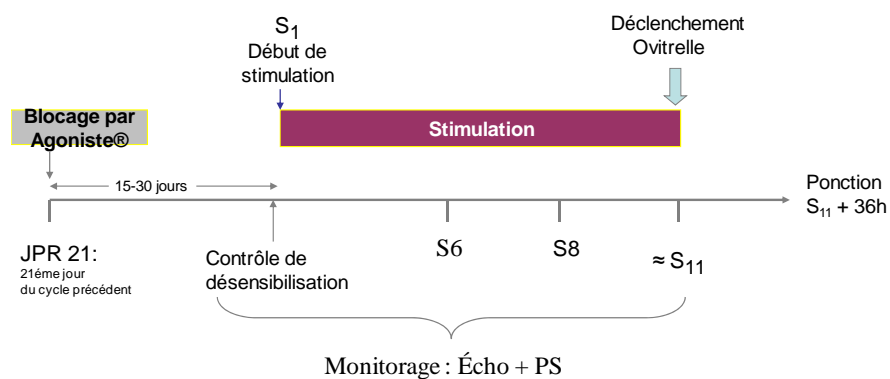 S₁
Début de
stimulation
Déclenchement
Ovitrelle
Blocage par
Agoniste®
Stimulation
15-30 jours
Ponction
S₁₁ + 36h
JPR 21:
21éme jour
du cycle précédent
Contrôle de
désensibilisation
S6
S8
≈ S₁₁
Monitorage : Écho + PS